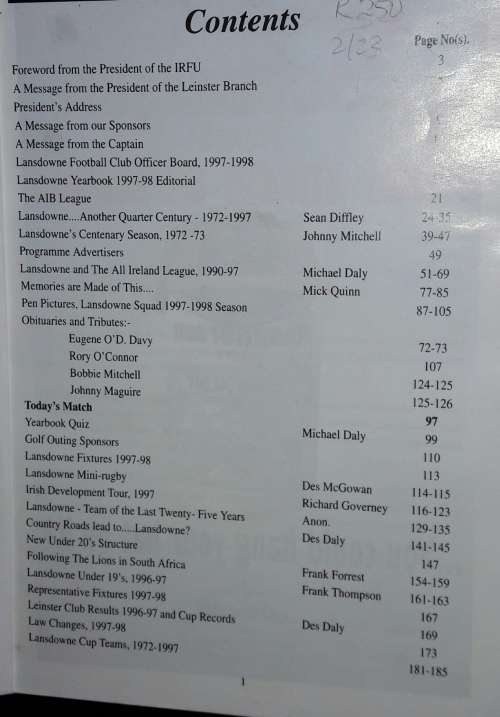 Contents
R250
2/23
Page No(s).
Foreword from the President of the IRFU 3
A Message from the President of the Leinster Branch
President's Address
A Message from our Sponsors
A Message from the Captain
Lansdowne Football Club Officer Board, 1997-1998
Lansdowne Yearbook 1997-98 Editorial
The AIB League 21
Lansdowne....Another Quarter Century - 1972-1997 Sean Diffley 24-35
Lansdowne's Centenary Season, 1972 -73 Johnny Mitchell 39-47
Programme Advertisers 49
Lansdowne and The All Ireland League, 1990-97 Michael Daly 51-69
Memories are Made of This.... Mick Quinn 77-85
Pen Pictures, Lansdowne Squad 1997-1998 Season 87-105
Obituaries and Tributes:-
Eugene O'D. Davy 72-73
Rory O'Connor 107
Bobbie Mitchell 124-125
Johnny Maguire 125-126
Today's Match 97
Yearbook Quiz Michael Daly 99
Golf Outing Sponsors 110
Lansdowne Fixtures 1997-98 113
Lansdowne Mini-rugby Des McGowan 114-115
Irish Development Tour, 1997 Richard Governey 116-123
Lansdowne - Team of the Last Twenty- Five Years Anon. 129-135
Country Roads lead to.....Lansdowne? Des Daly 141-145
New Under 20's Structure 147
Following The Lions in South Africa Frank Forrest 154-159
Lansdowne Under 19's, 1996-97 Frank Thompson 161-163
Representative Fixtures 1997-98 167
Leinster Club Results 1996-97 and Cup Records Des Daly 169
Law Changes, 1997-98 173
Lansdowne Cup Teams, 1972-1997 181-185
1